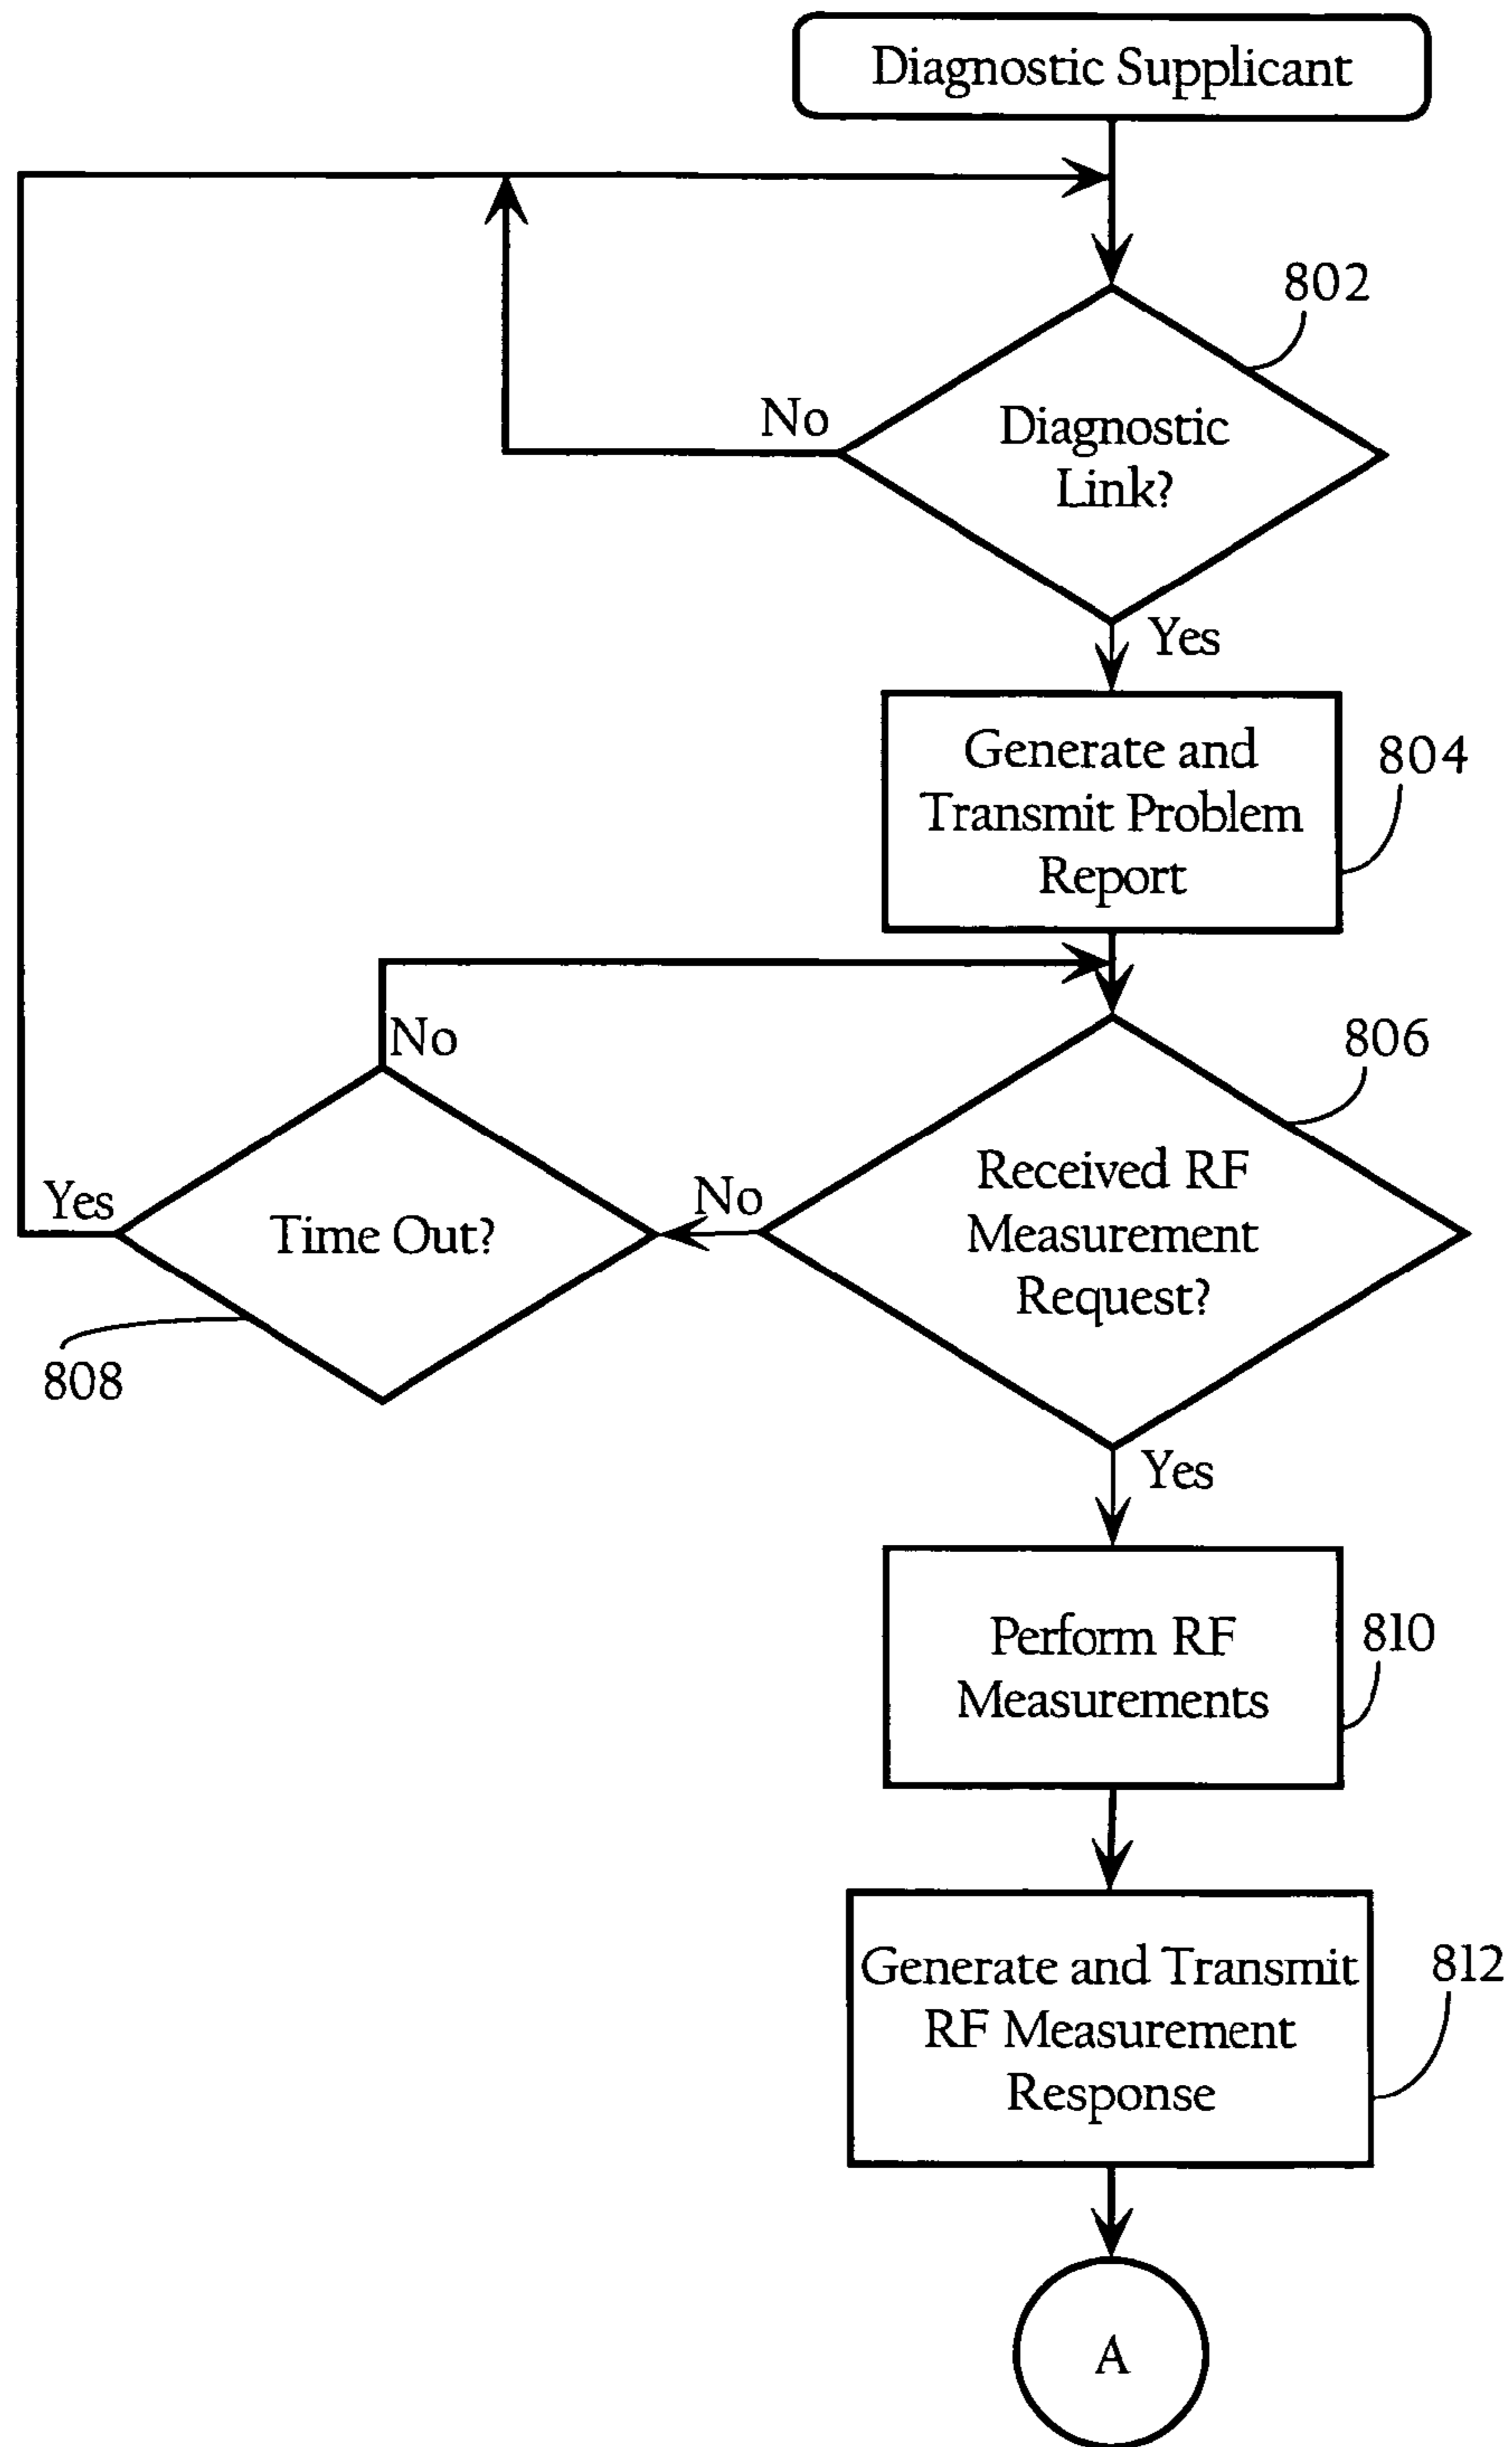 Diagnostic Supplicant
802
No
Diagnostic
Link?
Yes
Generate and
Transmit Problem
Report
804
No
806
Received RF
Measurement
Request?
No
Yes
Time Out?
808
Yes
Perform RF
Measurements
810
Generate and Transmit
RF Measurement
Response
812
A